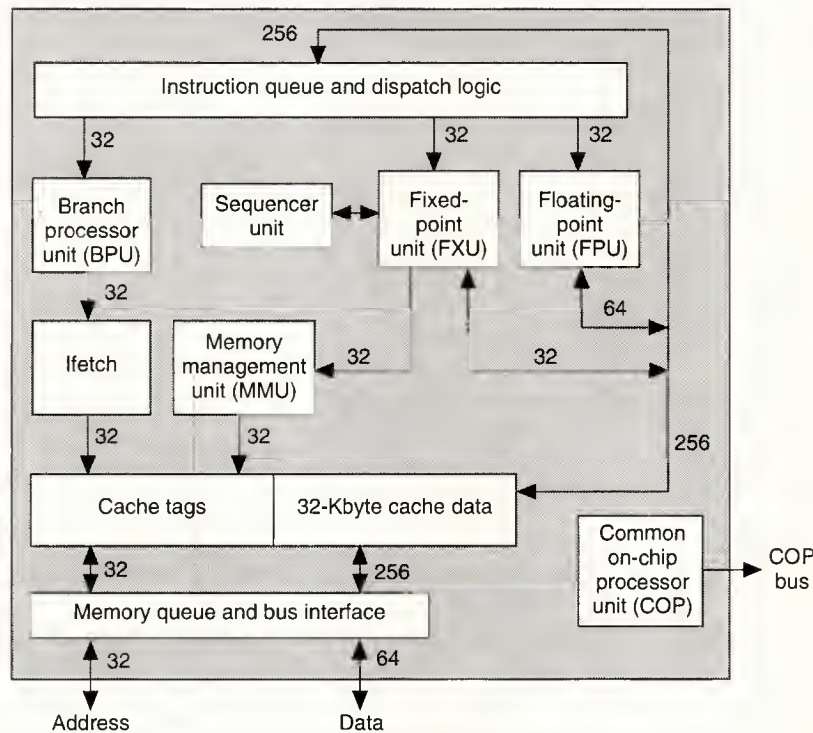 256
Instruction queue and dispatch logic
32
32
32
Branch
processor
unit (BPU)
Sequencer
unit
Fixed-
point
unit (FXU)
Floating-
point
unit (FPU)
32
64
Ifetch
Memory
management
unit (MMU)
32
32
32
32
256
Cache tags
32-Kbyte cache data
Common
on-chip
processor
unit (COP)
COP
bus
32
256
Memory queue and bus interface
32
64
Address
Data